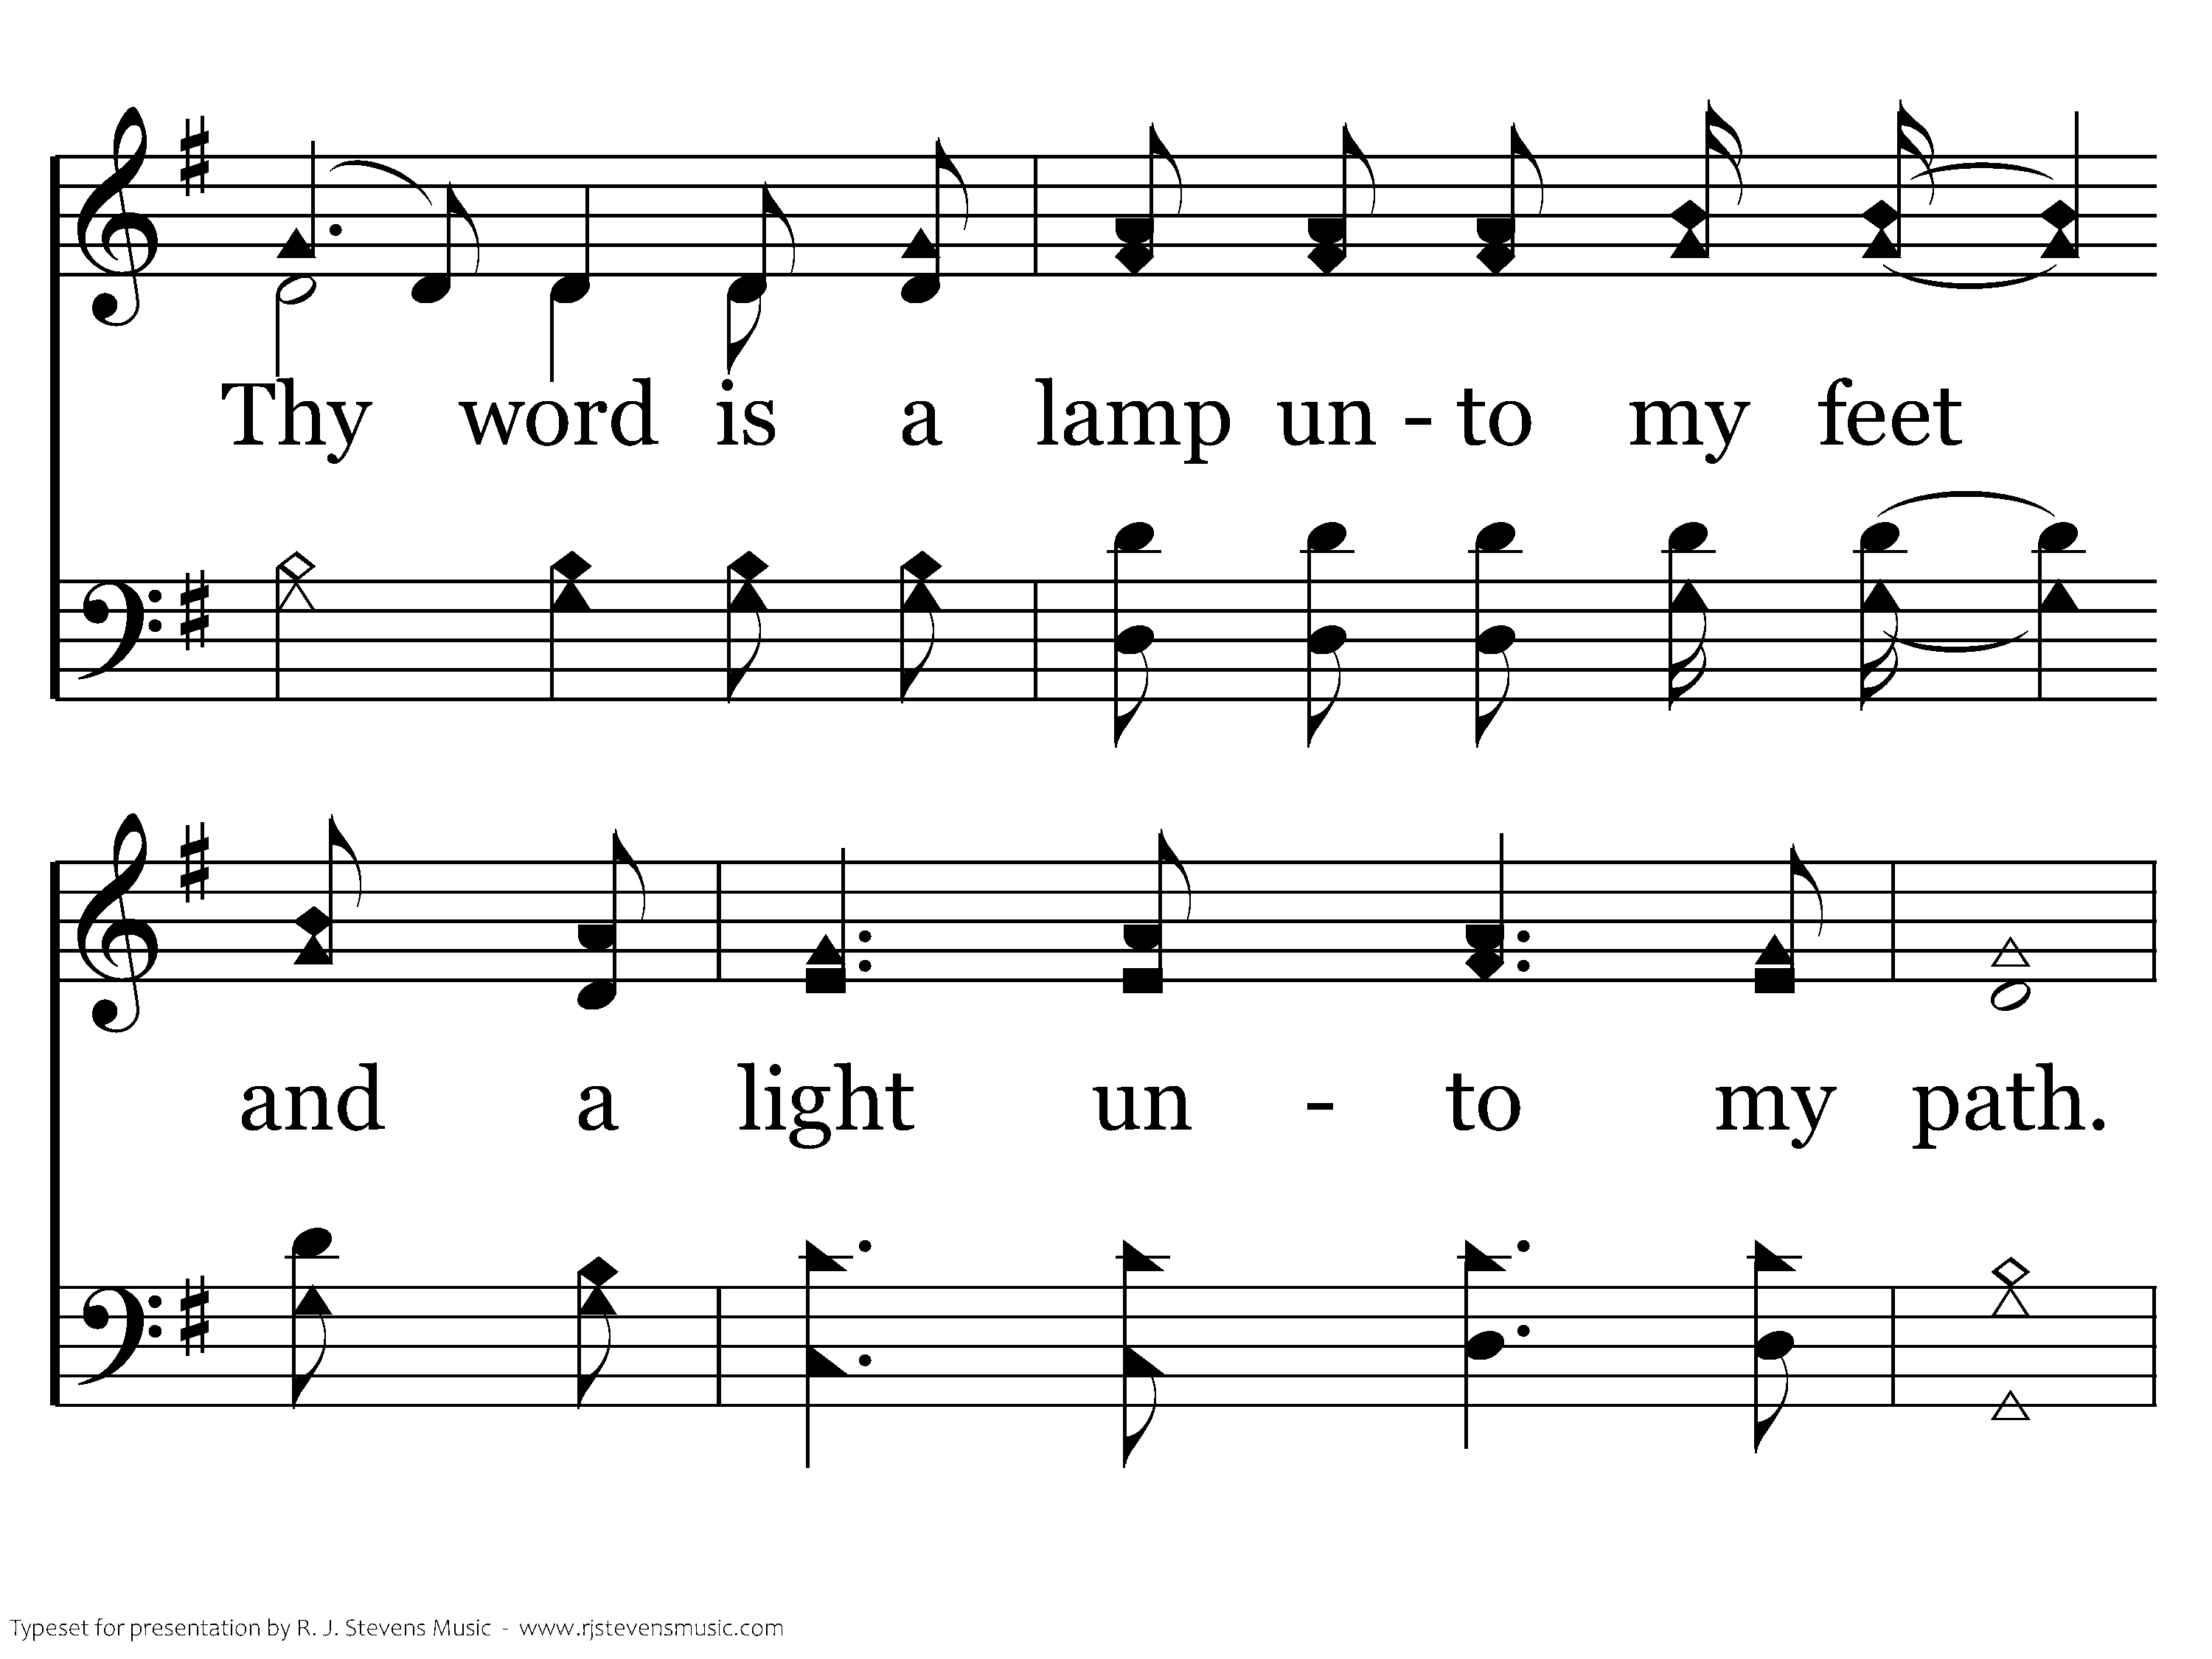 Thy word is a lamp un - to my feet
and a light un - to my path.
Typeset for presentation by R. J. Stevens Music - www.rjstevensmusic.com